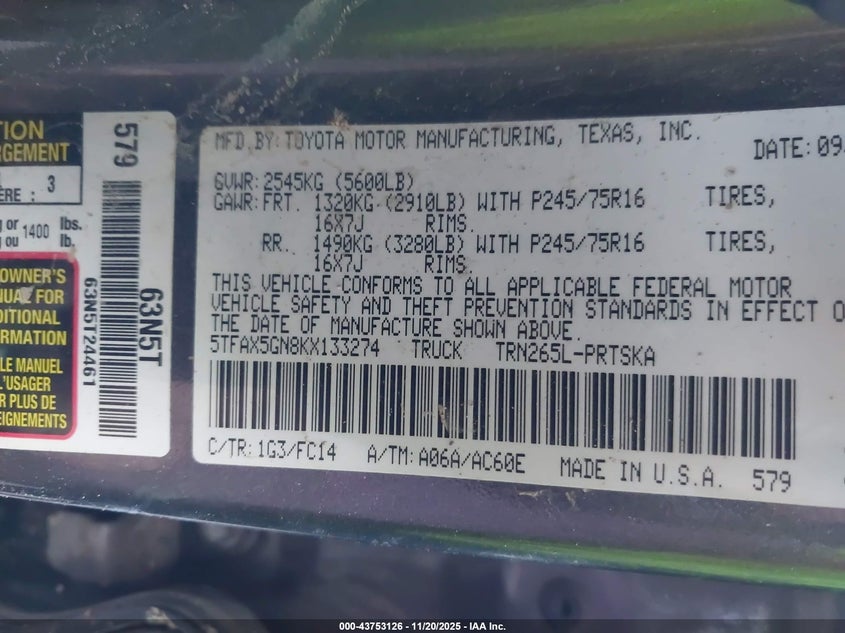 TION
RGEMENT
ÈRE : 3
g or 1400 lbs.
g ou lb.
OWNER'S
NUAL FOR
DITIONAL
ORMATION
LE MANUEL
L'USAGER
R PLUS DE
EIGNEMENTS
579
63N5T
63N5T24461
MFD.BY:TOYOTA MOTOR MANUFACTURING, TEXAS, INC.
DATE:09
GVWR:2545KG (5600LB)
GAWR:FRT. 1320KG (2910LB) WITH P245/75R16 TIRES,
16X7J RIMS.
RR. 1490KG (3280LB) WITH P245/75R16 TIRES,
16X7J RIMS.
THIS VEHICLE CONFORMS TO ALL APPLICABLE FEDERAL MOTOR
VEHICLE SAFETY AND THEFT PREVENTION STANDARDS IN EFFECT O
THE DATE OF MANUFACTURE SHOWN ABOVE.
5TFAX5GN8KX133274 TRUCK TRN265L-PRTSKA
C/TR:1G3/FC14 A/TM:A06A/AC60E MADE IN U.S.A. 579
000-43753126 - 11/20/2025 - IAA Inc.